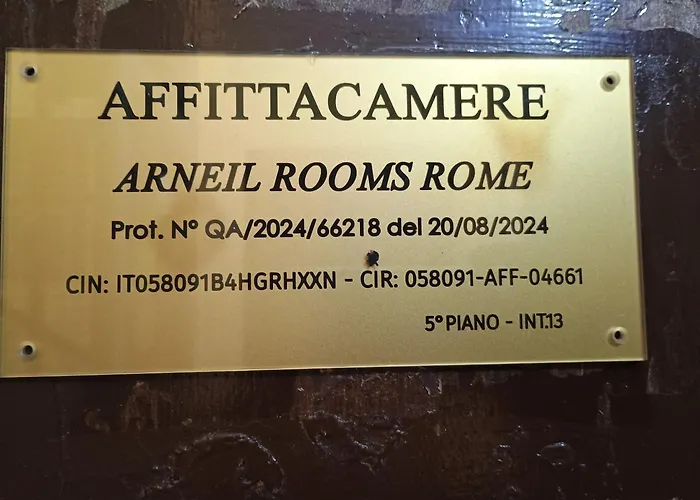 AFFITTACAMERE
ARNEIL ROOMS ROME
Prot. N° QA/2024/66218 del 20/08/2024
CIN: IT058091B4HGRHXXN - CIR: 058091-AFF-04661
5° PIANO - INT.13